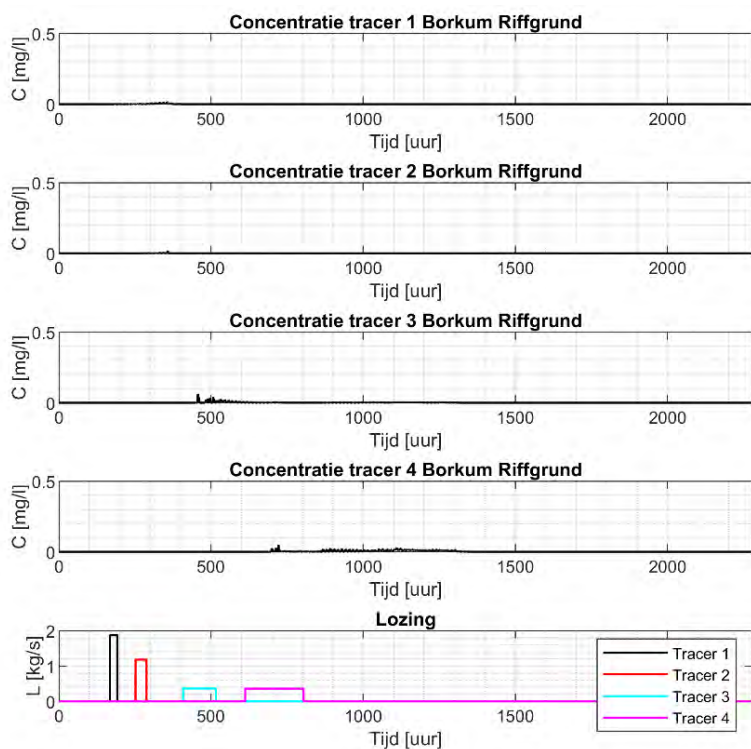 Concentratie tracer 1 Borkum Riffgrund
C [mg/l]
0.5
0
0 500 1000 1500 2000
Tijd [uur]
Concentratie tracer 2 Borkum Riffgrund
C [mg/l]
0.5
0
0 500 1000 1500 2000
Tijd [uur]
Concentratie tracer 3 Borkum Riffgrund
C [mg/l]
0.5
0
0 500 1000 1500 2000
Tijd [uur]
Concentratie tracer 4 Borkum Riffgrund
C [mg/l]
0.5
0
0 500 1000 1500 2000
Tijd [uur]
Lozing
L [kg/s]
2
1
0
Tracer 1
Tracer 2
Tracer 3
Tracer 4
0 500 1000 1500 2000
Tijd [uur]